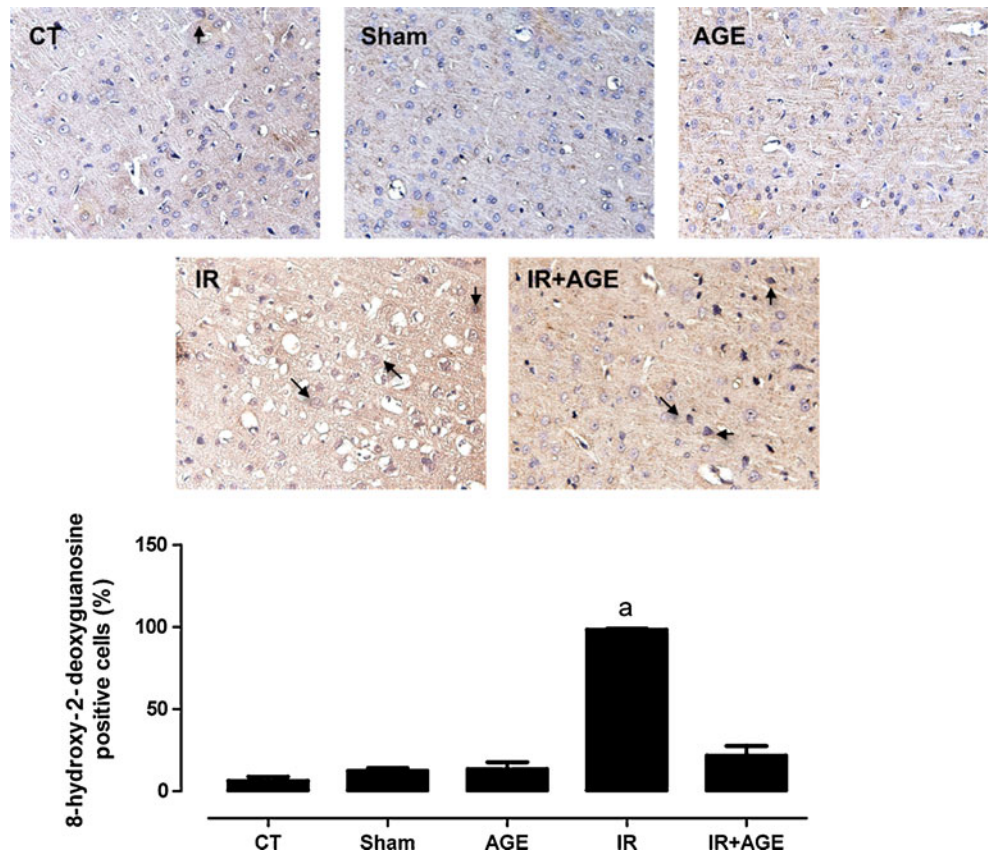 CT
Sham
AGE
IR
IR+AGE
8-hydroxy-2-deoxyguanosine
positive cells (%)
150
100
50
0
a
CT
Sham
AGE
IR
IR+AGE